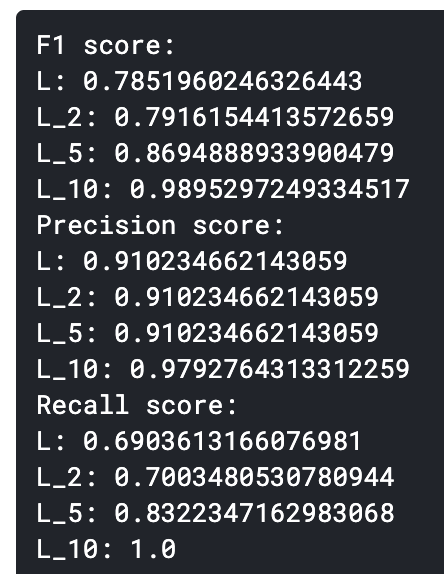 F1 score:
L: 0.7851960246326443
L_2: 0.7916154413572659
L_5: 0.8694888933900479
L_10: 0.9895297249334517
Precision score:
L: 0.910234662143059
L_2: 0.910234662143059
L_5: 0.910234662143059
L_10: 0.9792764313312259
Recall score:
L: 0.6903613166076981
L_2: 0.7003480530780944
L_5: 0.8322347162983068
L_10: 1.0